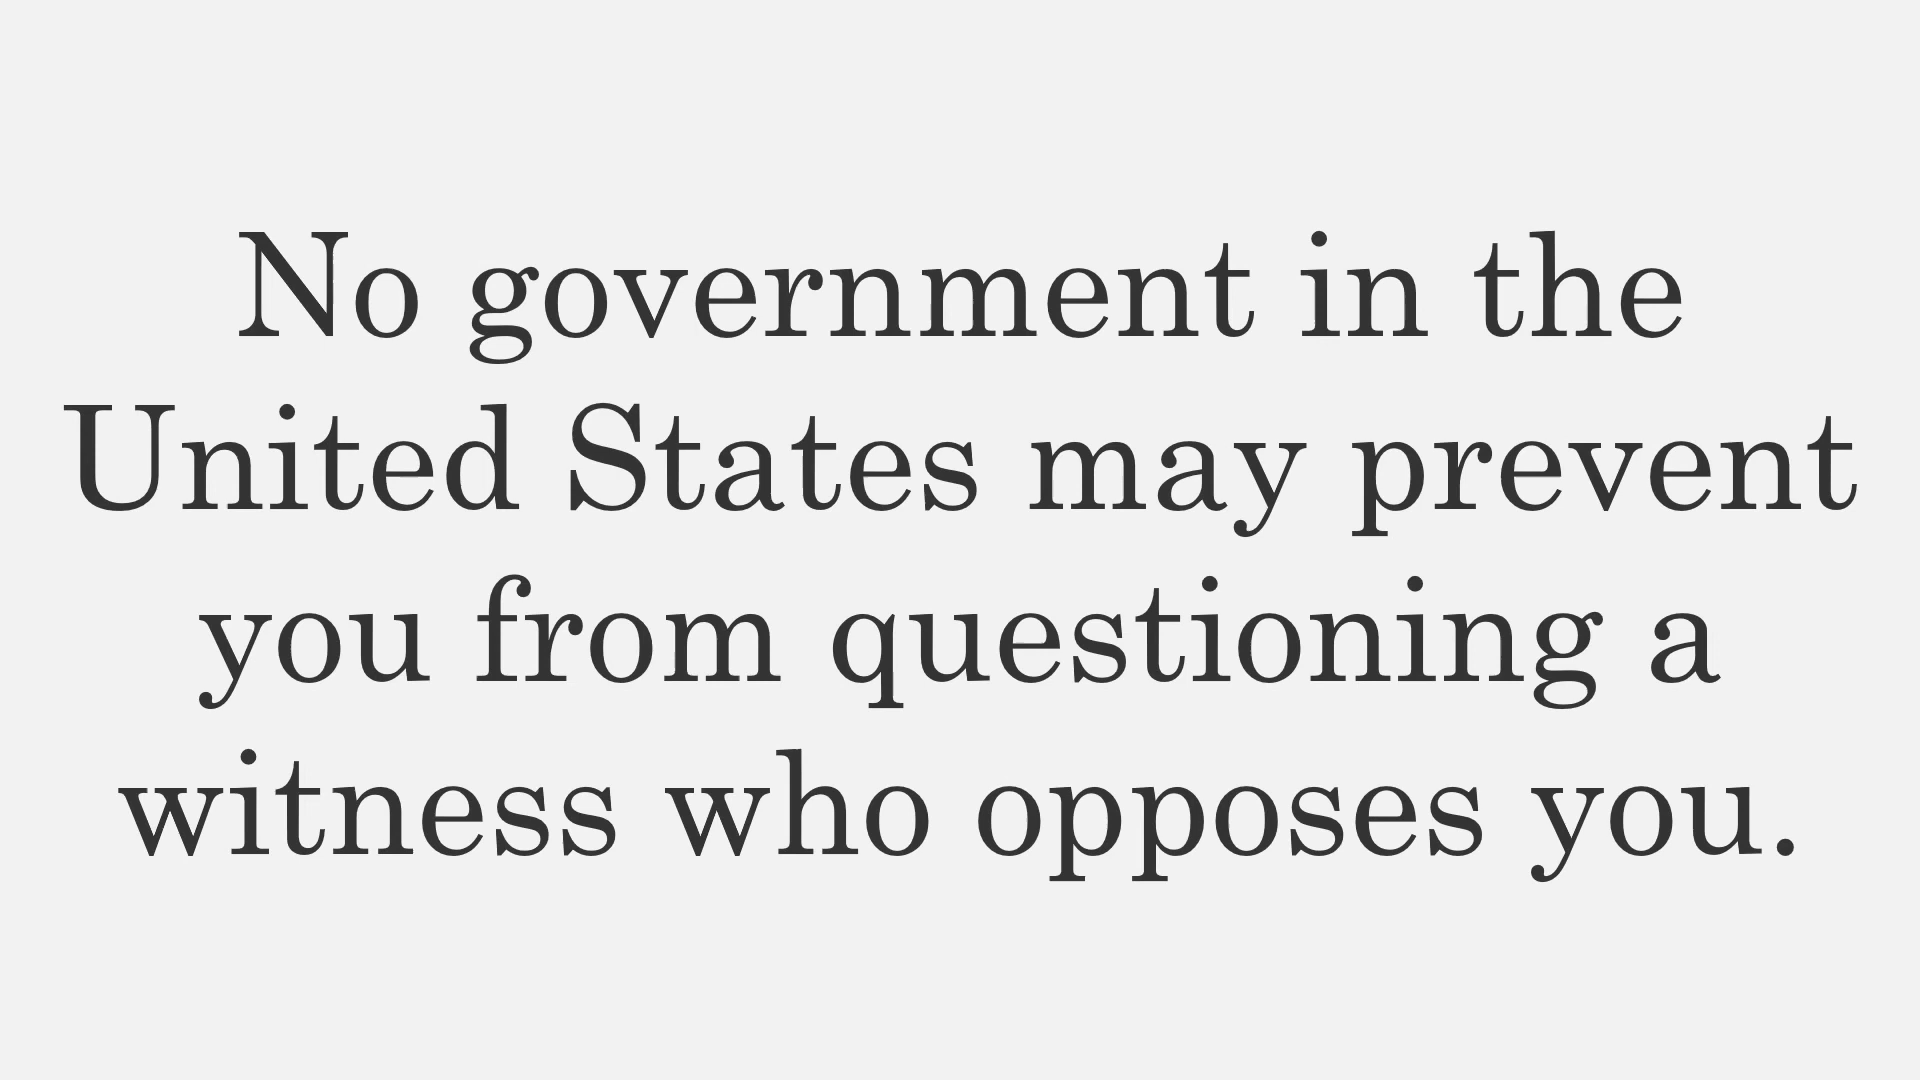 No government in the
United States may prevent
you from questioning a
witness who opposes you.